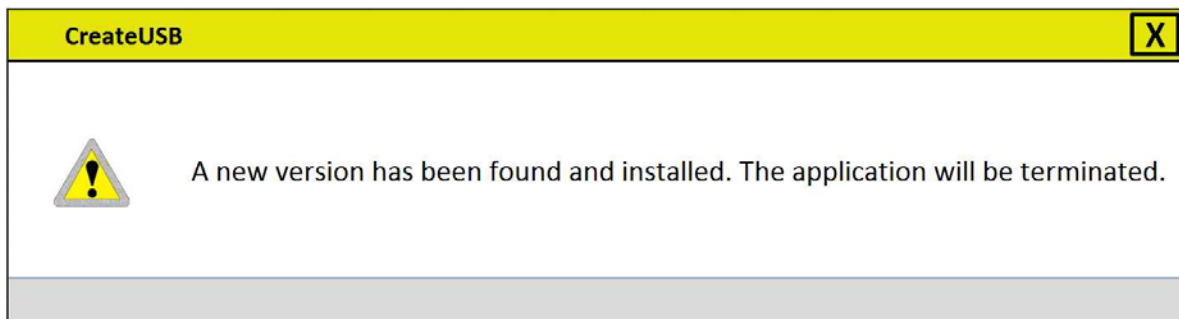 CreateUSB
X
A new version has been found and installed. The application will be terminated.